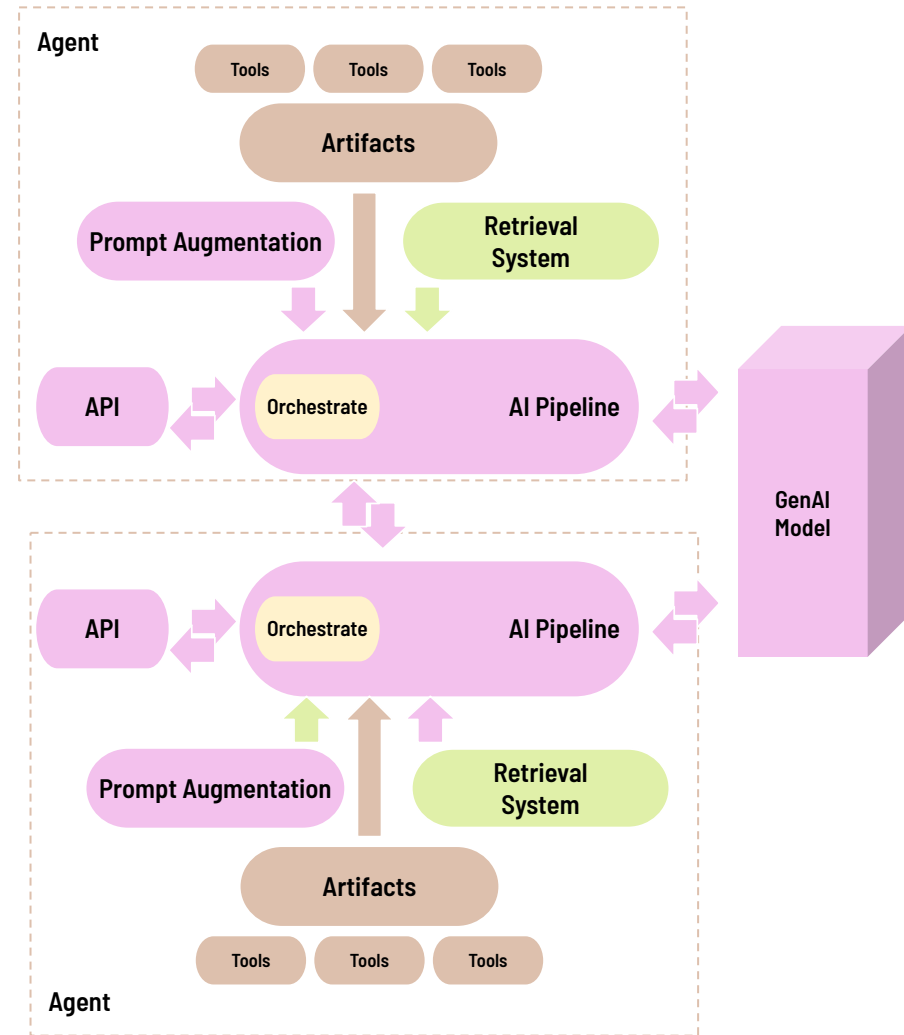 Agent
Tools
Tools
Tools
Artifacts
Prompt Augmentation
Retrieval
System
API
Orchestrate
AI Pipeline
GenAI
Model
API
Orchestrate
AI Pipeline
Prompt Augmentation
Retrieval
System
Artifacts
Tools
Tools
Tools
Agent